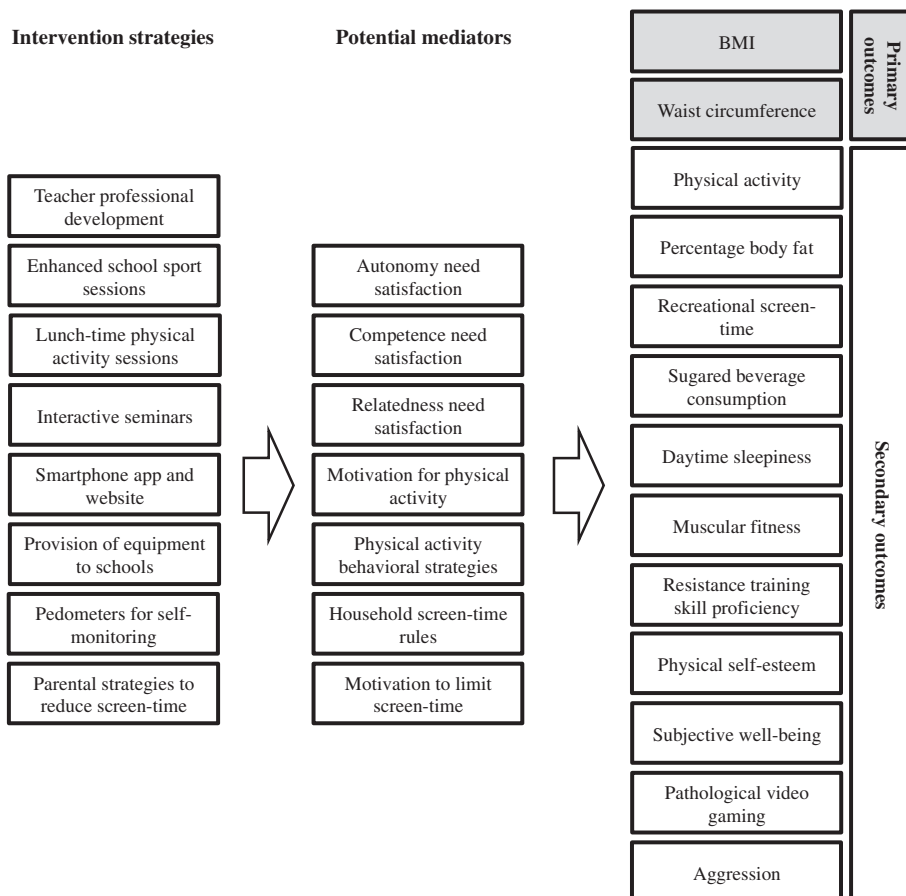 Intervention strategies
Teacher professional
development
Enhanced school sport
sessions
Lunch-time physical
activity sessions
Interactive seminars
Smartphone app and
website
Provision of equipment
to schools
Pedometers for self-
monitoring
Parental strategies to
reduce screen-time
Potential mediators
Autonomy need
satisfaction
Competence need
satisfaction
Relatedness need
satisfaction
Motivation for physical
activity
Physical activity
behavioral strategies
Household screen-time
rules
Motivation to limit
screen-time
BMI
Waist circumference
Primary
outcomes
Physical activity
Percentage body fat
Recreational screen-
time
Sugared beverage
consumption
Daytime sleepiness
Muscular fitness
Resistance training
skill proficiency
Physical self-esteem
Subjective well-being
Pathological video
gaming
Aggression
Secondary outcomes